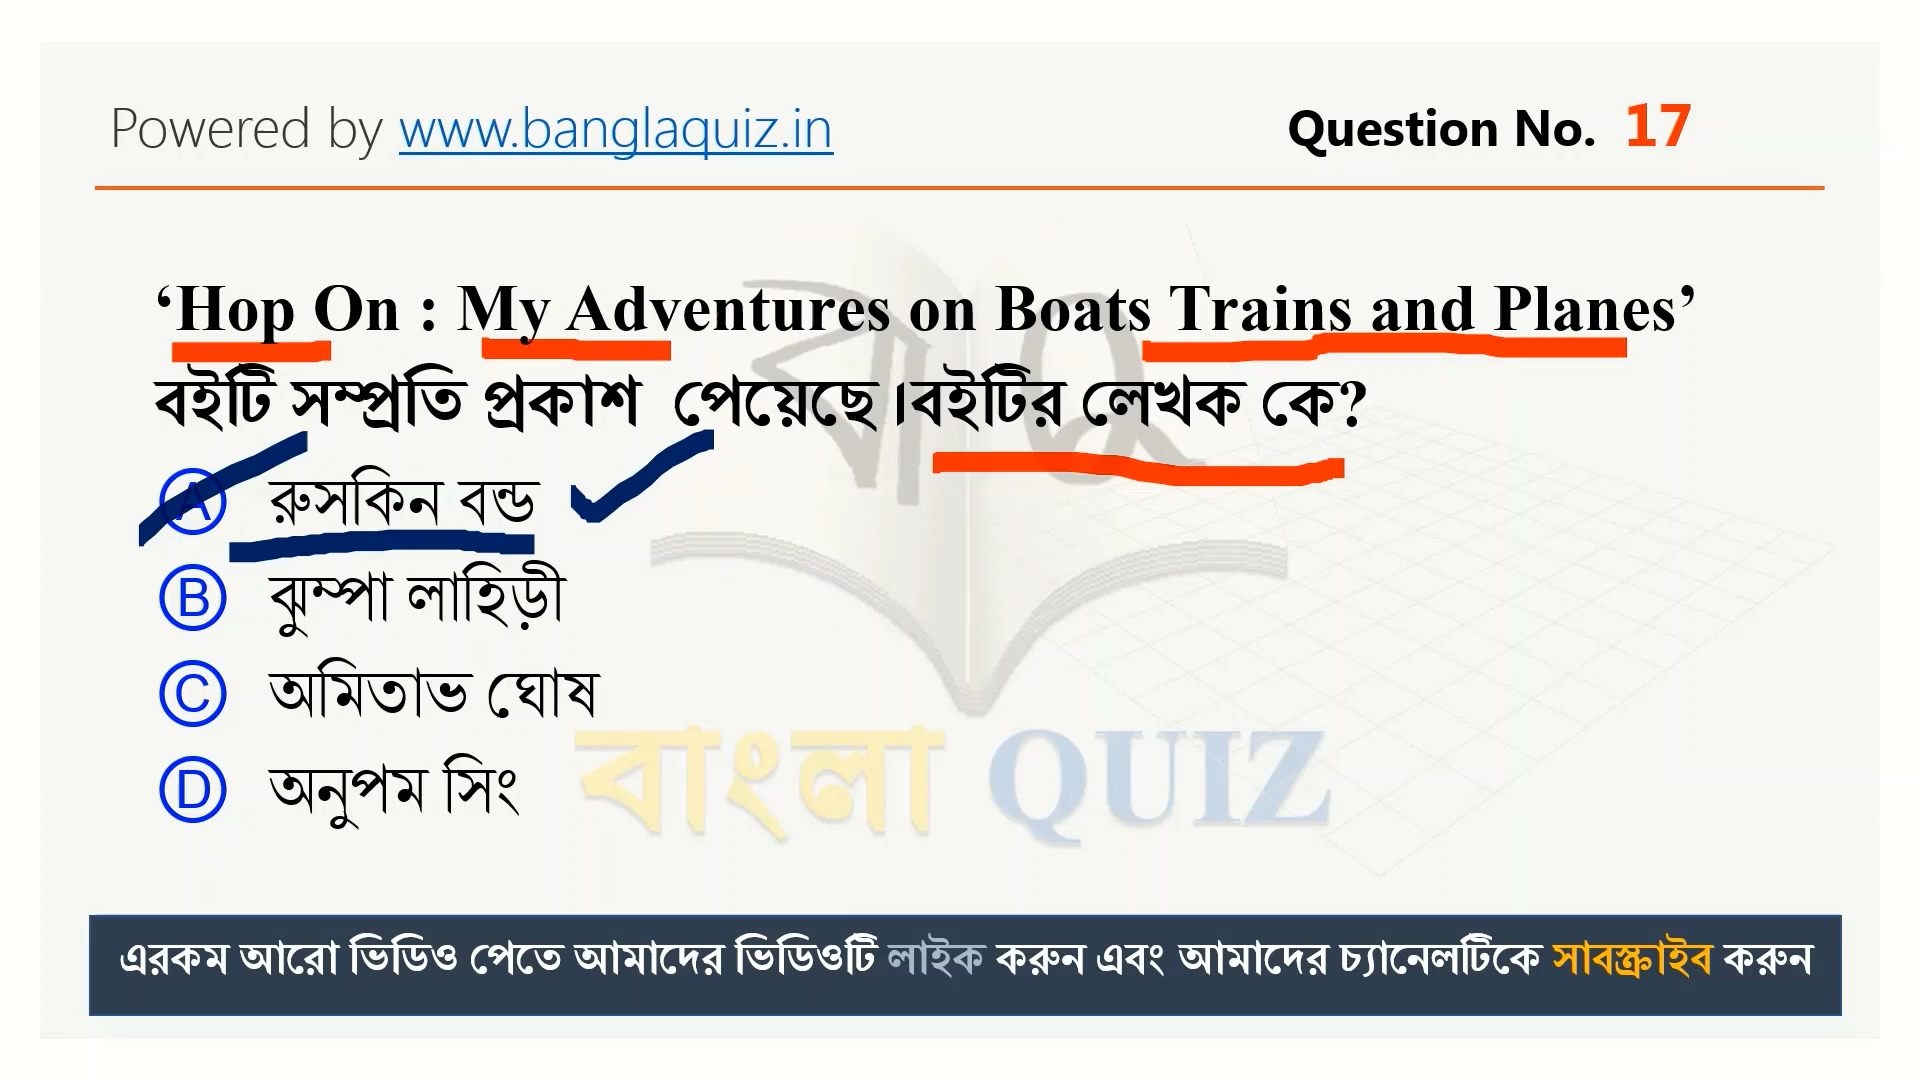 Powered by www.banglaquiz.in
Question No. 17
‘Hop On : My Adventures on Boats Trains and Planes’
বইটি সম্প্রতি প্রকাশ পেয়েছে।বইটির লেখক কে?
A রুসকিন বন্ড
B ঝুম্পা লাহিড়ী
C অমিতাভ ঘোষ
D অনুপম সিং
বা Q
বাংলা QUIZ
এরকম আরো ভিডিও পেতে আমাদের ভিডিওটি লাইক করুন এবং আমাদের চ্যানেলটিকে সাবস্ক্রাইব করুন